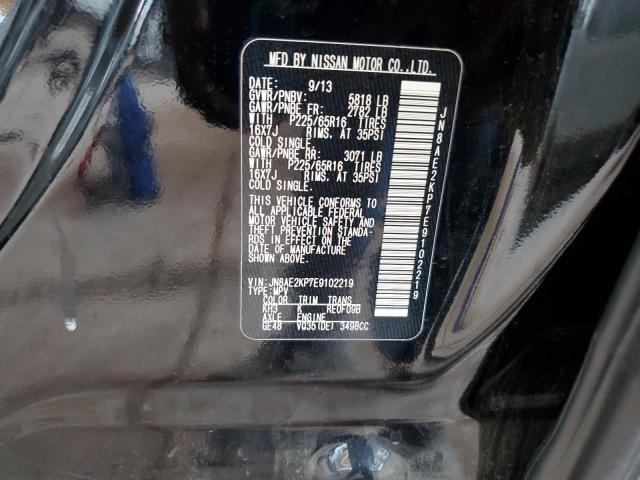 MFD BY NISSAN MOTOR CO.,LTD.
DATE: 9/13
GVWR/PNBV: 5818 LB
GAWR/PNBE FR: 2782 LB
WITH P225/65R16 TIRES
16X7J RIMS. AT 35PSI
COLD SINGLE.
GAWR/PNBE RR: 3071 LB
WITH P225/65R16 TIRES
16X7J RIMS. AT 35PSI
COLD SINGLE.
THIS VEHICLE CONFORMS TO
ALL APPLICABLE FEDERAL
MOTOR VEHICLE SAFETY AND
THEFT PREVENTION STANDA-
RDS IN EFFECT ON THE
DATE OF MANUFACTURE
SHOWN ABOVE.
VIN:JN8AE2KP7E9102219
TYPE:MPV
COLOR TRIM TRANS
KH3 K RE0F09B
AXLE ENGINE
GE48 VQ35(DE) 3498CC
JN8AE2KP7E9102219